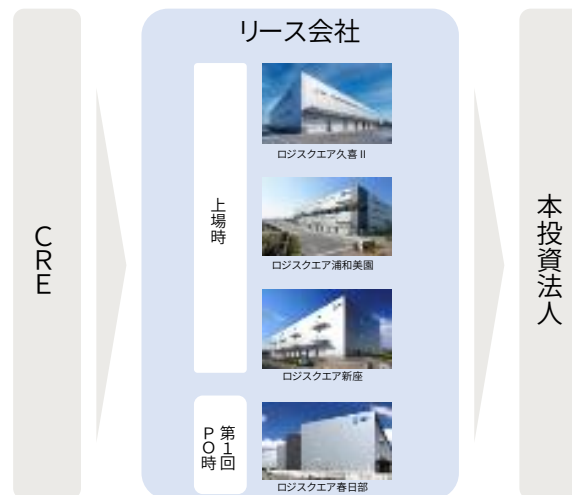 リース会社
CRE
上場時
ロジスクエア久喜Ⅱ
ロジスクエア浦和美園
ロジスクエア新座
第1回
PO時
ロジスクエア春日部
本投資法人